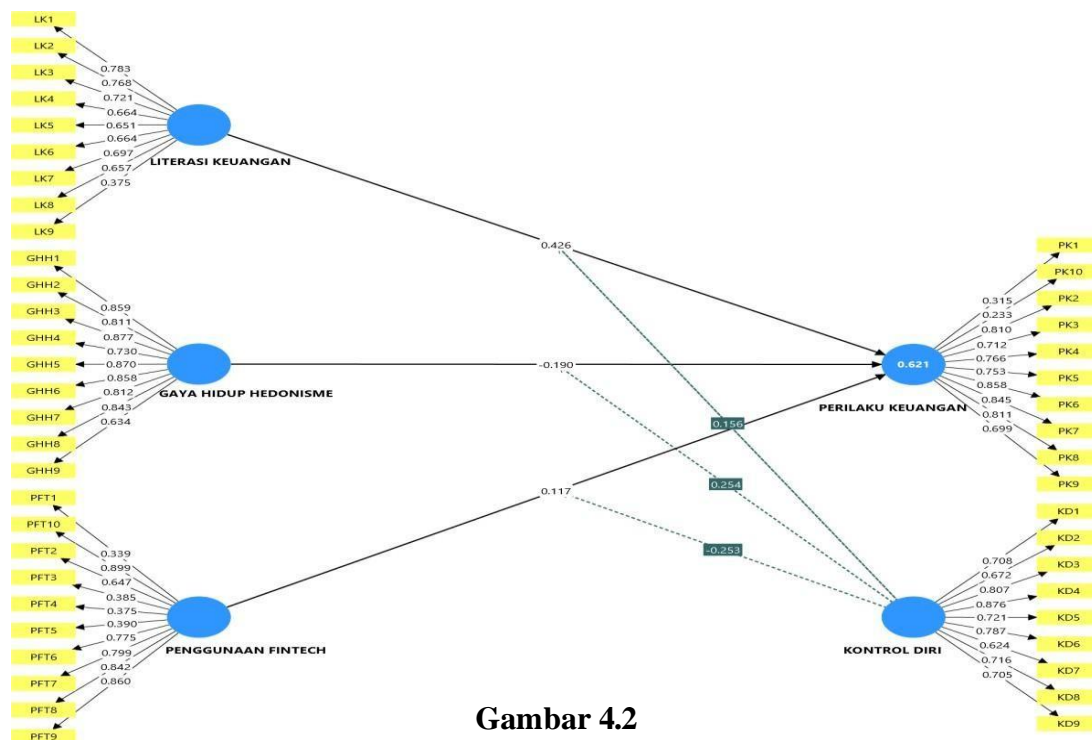 LK1
LK2
LK3
LK4
LK5
LK6
LK7
LK8
LK9
0.783
0.768
0.721
0.664
0.651
0.664
0.697
0.657
0.375
LITERASI KEUANGAN
GHH1
GHH2
GHH3
GHH4
GHH5
GHH6
GHH7
GHH8
GHH9
0.859
0.811
0.877
0.730
0.870
0.858
0.812
0.843
0.634
GAYA HIDUP HEDONISME
PFT1
PFT10
PFT2
PFT3
PFT4
PFT5
PFT6
PFT7
PFT8
PFT9
0.339
0.899
0.647
0.385
0.375
0.390
0.775
0.799
0.842
0.860
PENGGUNAAN FINTECH
0.426
-0.190
0.117
0.156
0.254
-0.253
0.621
PERILAKU KEUANGAN
0.315
0.233
0.810
0.712
0.766
0.753
0.858
0.845
0.811
0.699
PK1
PK10
PK2
PK3
PK4
PK5
PK6
PK7
PK8
PK9
KONTROL DIRI
0.708
0.672
0.807
0.876
0.721
0.787
0.624
0.716
0.705
KD1
KD2
KD3
KD4
KD5
KD6
KD7
KD8
KD9
Gambar 4.2